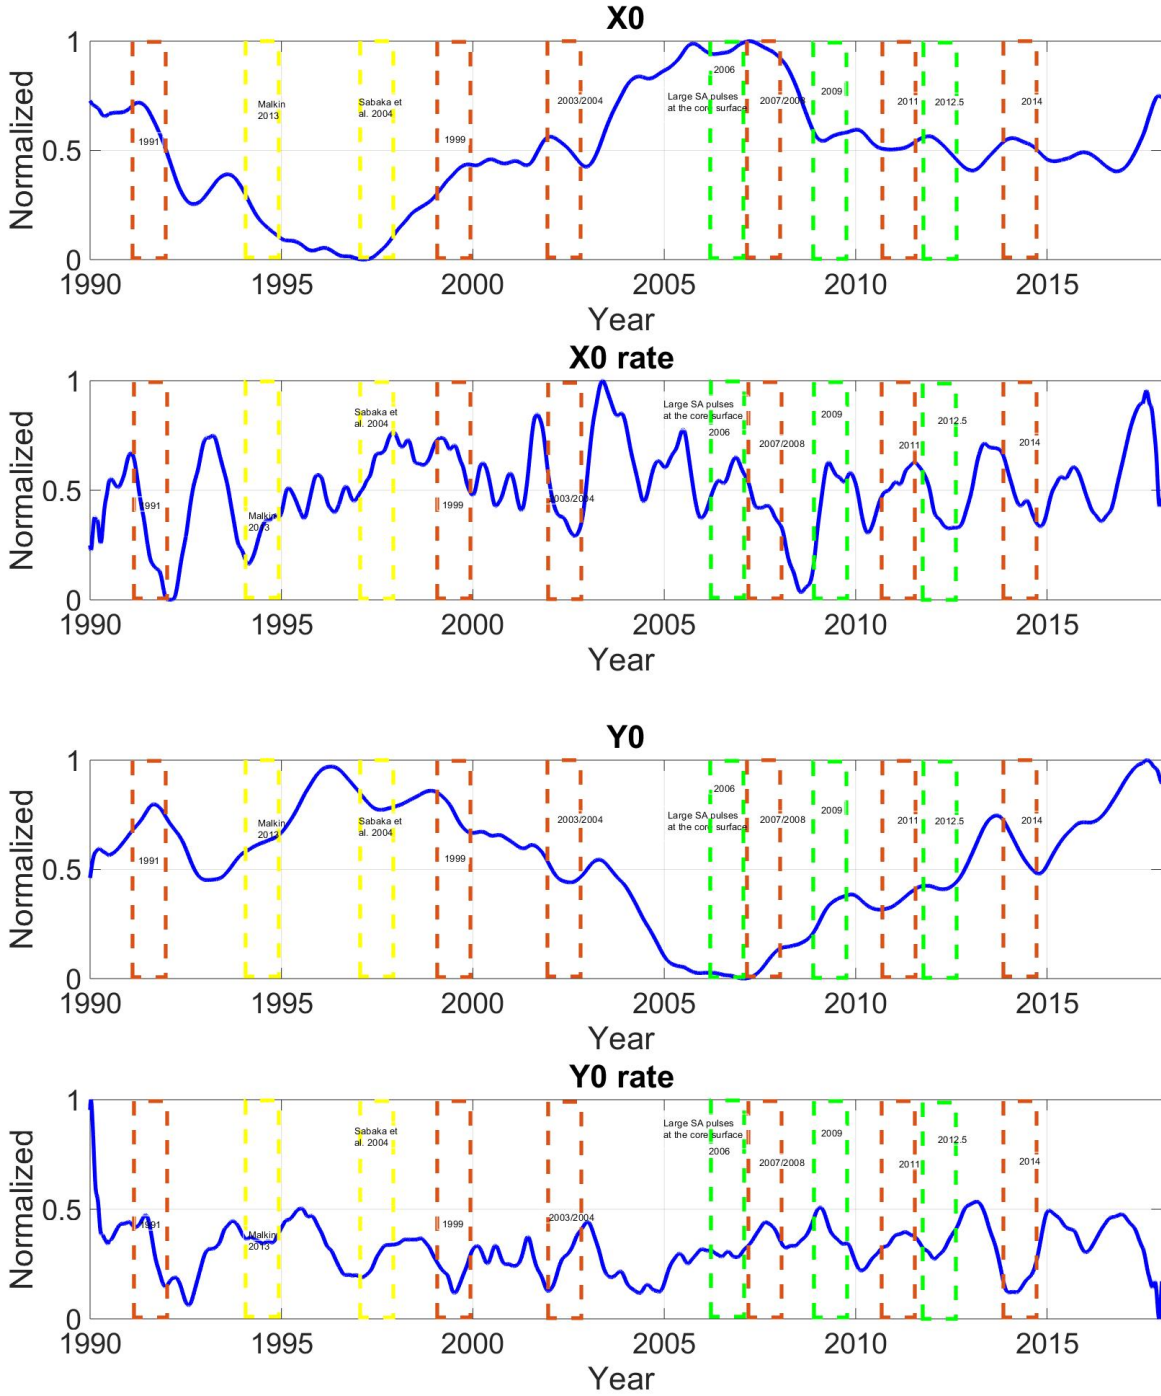 X0
Normalized
1
0.5
0
1991
Malkin
2013
Sabaka et
al. 2004
1999
2003/2004
2006
Large SA pulses
at the core surface
2007/2008
2009
2011
2012.5
2014
1990
1995
2000
2005
2010
2015
Year
X0 rate
Normalized
1
0.5
0
1991
Malkin
2013
Sabaka et
al. 2004
1999
2003/2004
Large SA pulses
at the core surface
2006
2007/2008
2009
2011
2012.5
2014
1990
1995
2000
2005
2010
2015
Year
Y0
Normalized
1
0.5
0
1991
Malkin
2013
Sabaka et
al. 2004
1999
2003/2004
2006
Large SA pulses
at the core surface
2007/2008
2009
2011
2012.5
2014
1990
1995
2000
2005
2010
2015
Year
Y0 rate
Normalized
1
0.5
0
1991
Malkin
2013
Sabaka et
al. 2004
1999
2003/2004
Large SA pulses
at the core surface
2006
2007/2008
2009
2011
2012.5
2014
1990
1995
2000
2005
2010
2015
Year